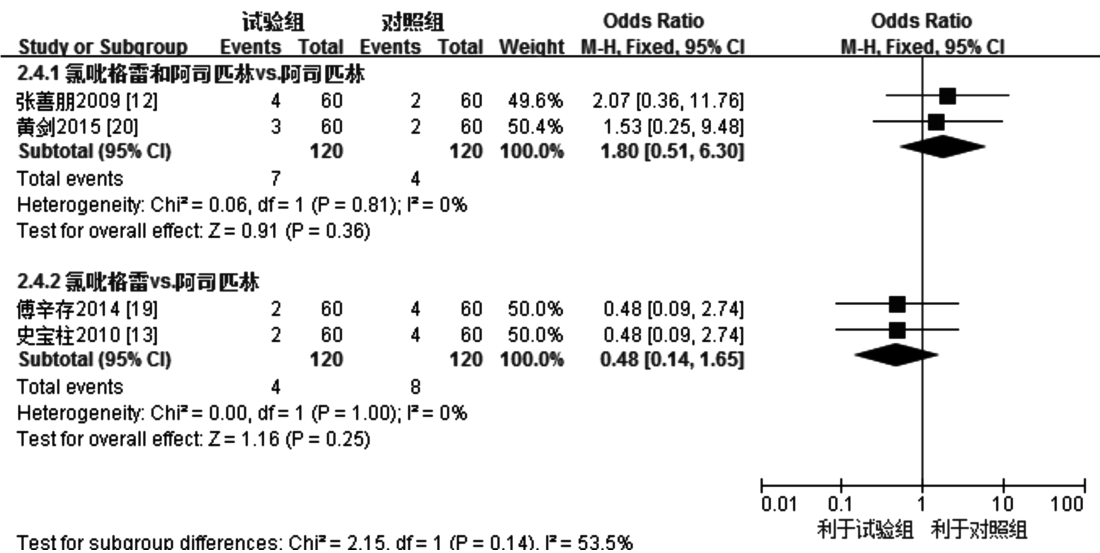 试验组 对照组 Odds Ratio Odds Ratio
Study or Subgroup Events Total Events Total Weight M-H, Fixed, 95% CI M-H, Fixed, 95% CI
2.4.1 氯吡格雷和阿司匹林vs.阿司匹林
张善朋2009 [12] 4 60 2 60 49.6% 2.07 [0.36, 11.76]
黄剑2015 [20] 3 60 2 60 50.4% 1.53 [0.25, 9.48]
Subtotal (95% CI) 120 120 100.0% 1.80 [0.51, 6.30]
Total events 7 4
Heterogeneity: Chi² = 0.06, df = 1 (P = 0.81); I² = 0%
Test for overall effect: Z = 0.91 (P = 0.36)
2.4.2 氯吡格雷vs.阿司匹林
傅辛存2014 [19] 2 60 4 60 50.0% 0.48 [0.09, 2.74]
史宝柱2010 [13] 2 60 4 60 50.0% 0.48 [0.09, 2.74]
Subtotal (95% CI) 120 120 100.0% 0.48 [0.14, 1.65]
Total events 4 8
Heterogeneity: Chi² = 0.00, df = 1 (P = 1.00); I² = 0%
Test for overall effect: Z = 1.16 (P = 0.25)
0.01 0.1 1 10 100
利于试验组 利于对照组
Test for subgroup differences: Chi² = 2.15, df = 1 (P = 0.14), I² = 53.5%